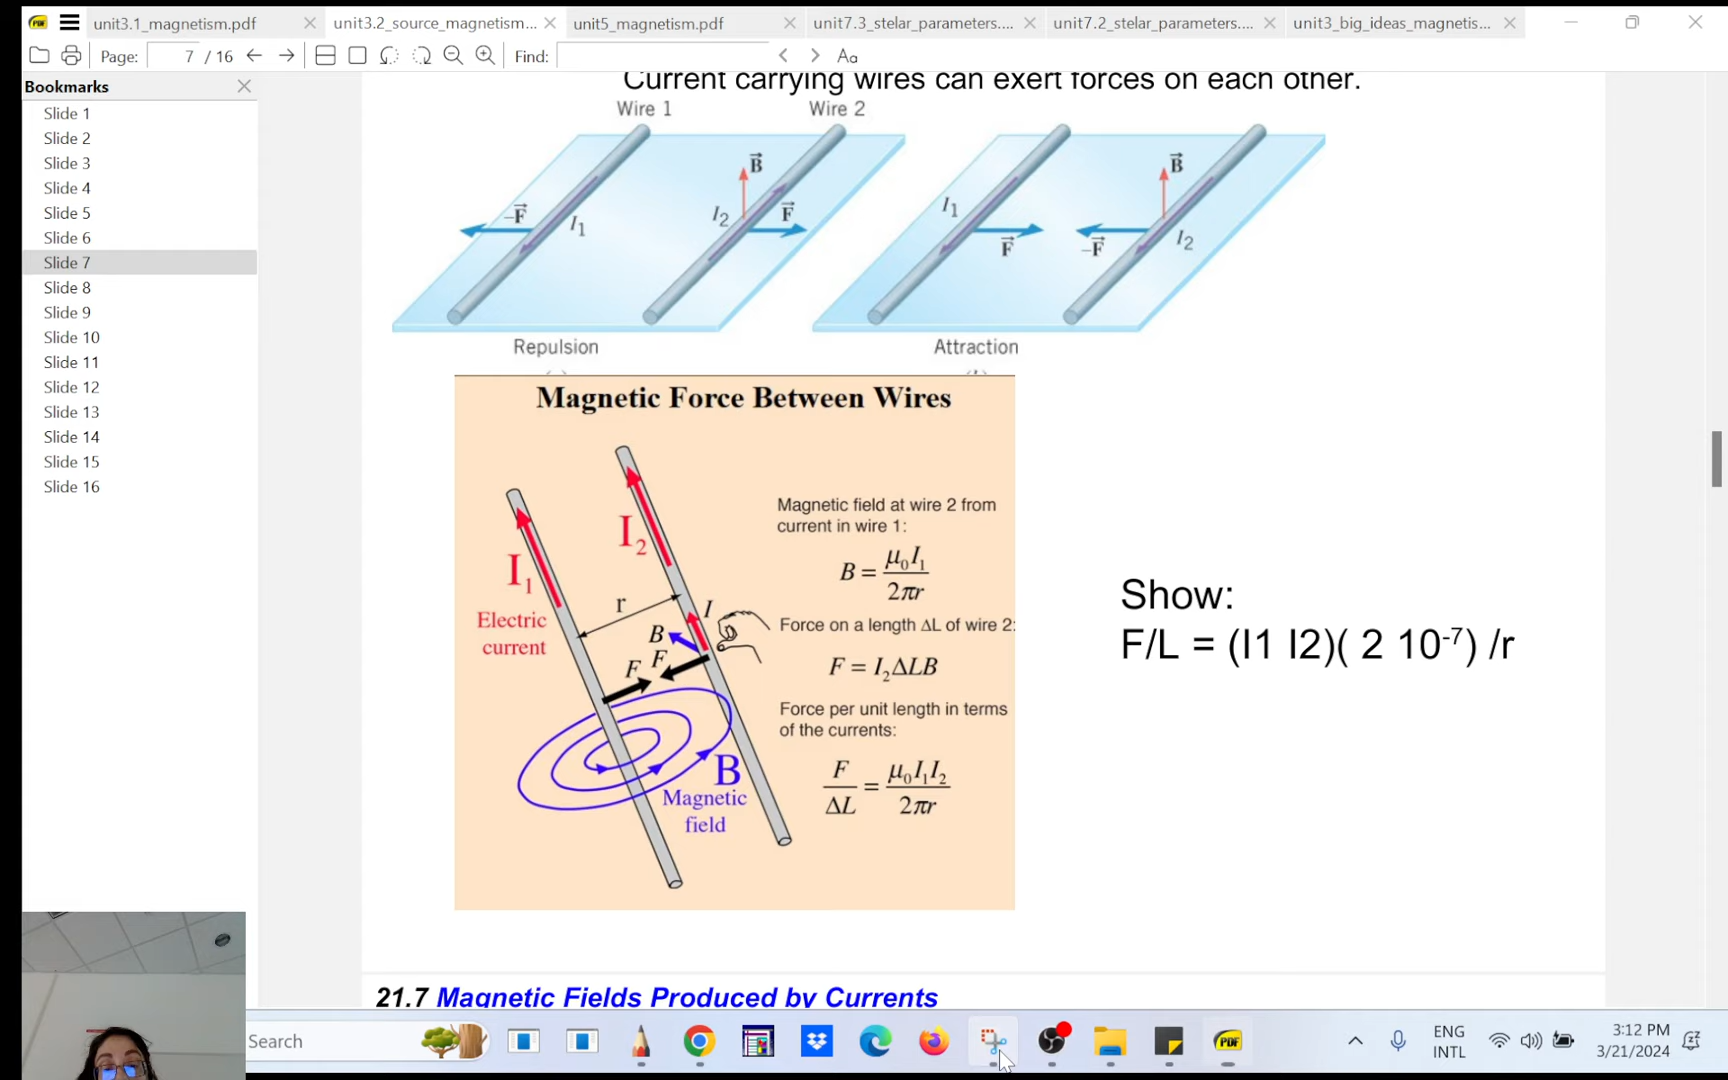 unit3.1_magnetism.pdf
unit3.2_source_magnetism...
unit5_magnetism.pdf
unit7.3_stelar_parameters....
unit7.2_stelar_parameters....
unit3_big_ideas_magnetis...
Page: 7 / 16
Find:
Aa
Bookmarks
Slide 1
Slide 2
Slide 3
Slide 4
Slide 5
Slide 6
Slide 7
Slide 8
Slide 9
Slide 10
Slide 11
Slide 12
Slide 13
Slide 14
Slide 15
Slide 16
Current carrying wires can exert forces on each other.
Wire 1
Wire 2
-F⃗
I₁
I₂
B⃗
F⃗
Repulsion
I₁
F⃗
-F⃗
B⃗
I₂
Attraction
Magnetic Force Between Wires
I₁
I₂
Electric
current
r
I
B
F
F
B
Magnetic
field
Magnetic field at wire 2 from
current in wire 1:
B = μ₀I₁ / 2πr
Force on a length ΔL of wire 2:
F = I₂ΔLB
Force per unit length in terms
of the currents:
F / ΔL = μ₀I₁I₂ / 2πr
Show:
F/L = (I1 I2)( 2 10⁻⁷) /r
21.7 Magnetic Fields Produced by Currents
Search
PDF
ENG
INTL
3:12 PM
3/21/2024